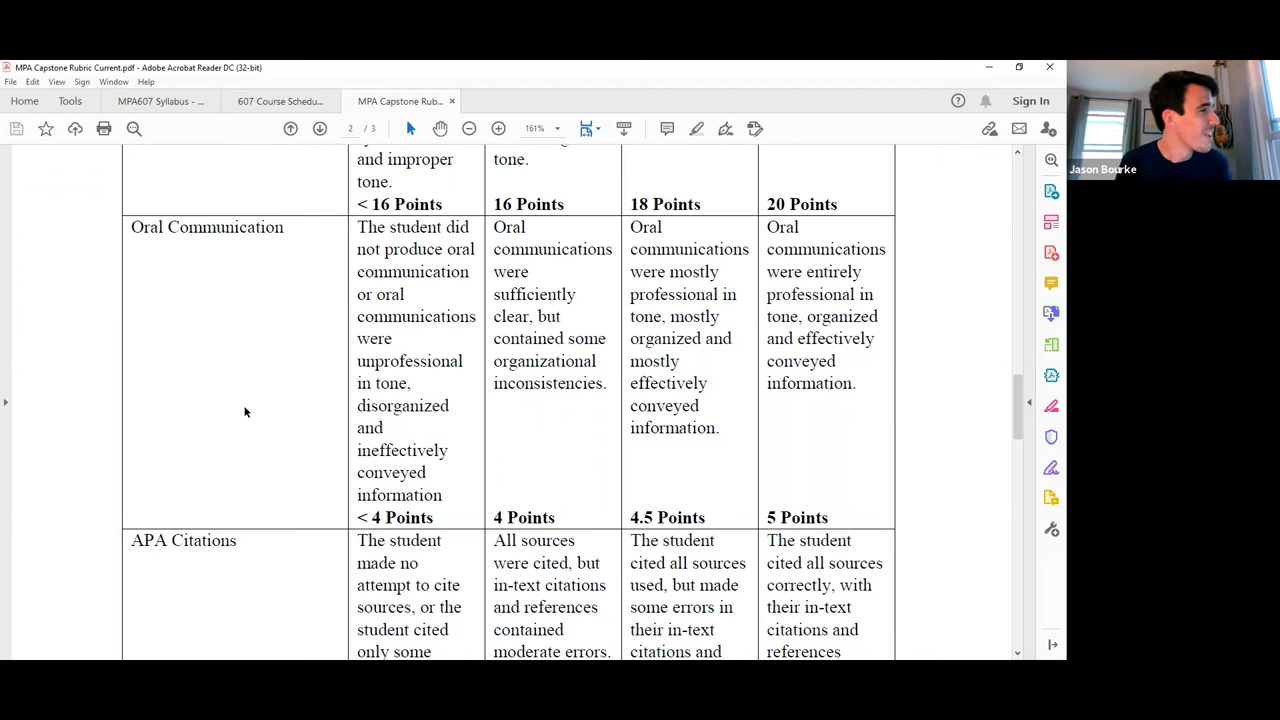 MPA Capstone Rubric Current.pdf - Adobe Acrobat Reader DC (32-bit)
File Edit View Sign Window Help
Home Tools MPA607 Syllabus - ... 607 Course Schedu... MPA Capstone Rub... × Sign In
2 / 3 161%
and improper
tone.
< 16 Points
tone.
16 Points
18 Points
20 Points
Oral Communication
The student did
not produce oral
communication
or oral
communications
were
unprofessional
in tone,
disorganized
and
ineffectively
conveyed
information
< 4 Points
Oral
communications
were
sufficiently
clear, but
contained some
organizational
inconsistencies.
4 Points
Oral
communications
were mostly
professional in
tone, mostly
organized and
mostly
effectively
conveyed
information.
4.5 Points
Oral
communications
were entirely
professional in
tone, organized
and effectively
conveyed
information.
5 Points
APA Citations
The student
made no
attempt to cite
sources, or the
student cited
only some
All sources
were cited, but
in-text citations
and references
contained
moderate errors.
The student
cited all sources
used, but made
some errors in
their in-text
citations and
The student
cited all sources
correctly, with
their in-text
citations and
references
Jason Bourke